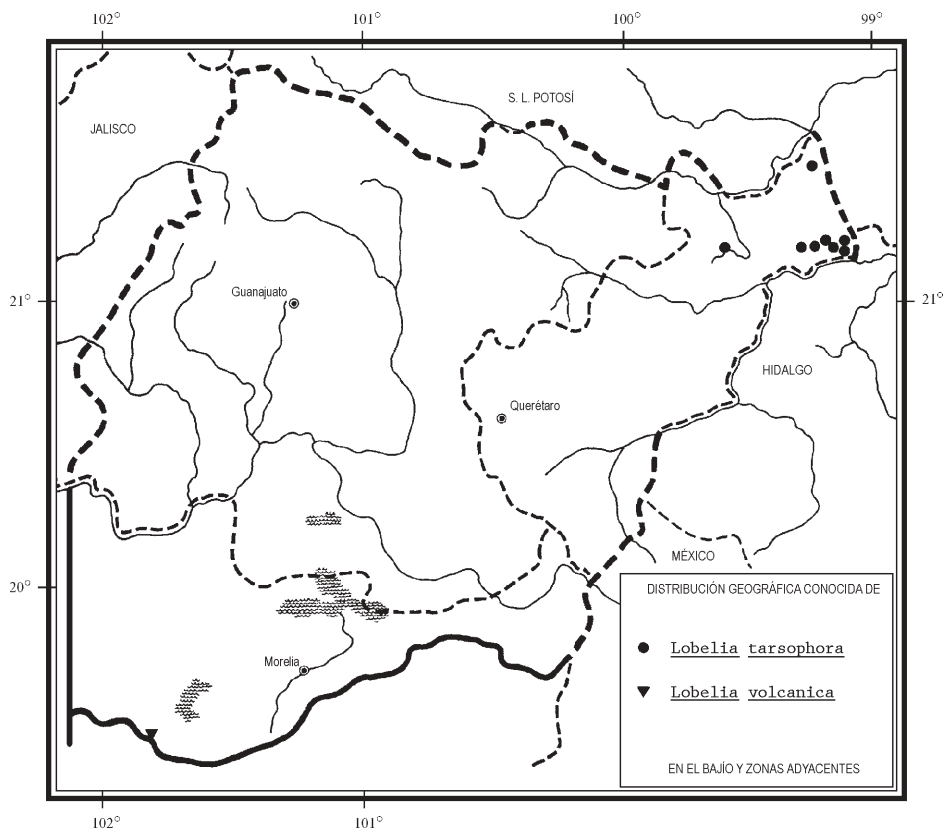 102°
101°
100°
99°
S. L. POTOSÍ
JALISCO
Guanajuato
21°
21°
HIDALGO
Querétaro
MÉXICO
20°
DISTRIBUCIÓN GEOGRÁFICA CONOCIDA DE
Lobelia tarsophora
Morelia
Lobelia volcanica
EN EL BAJÍO Y ZONAS ADYACENTES
102°
101°